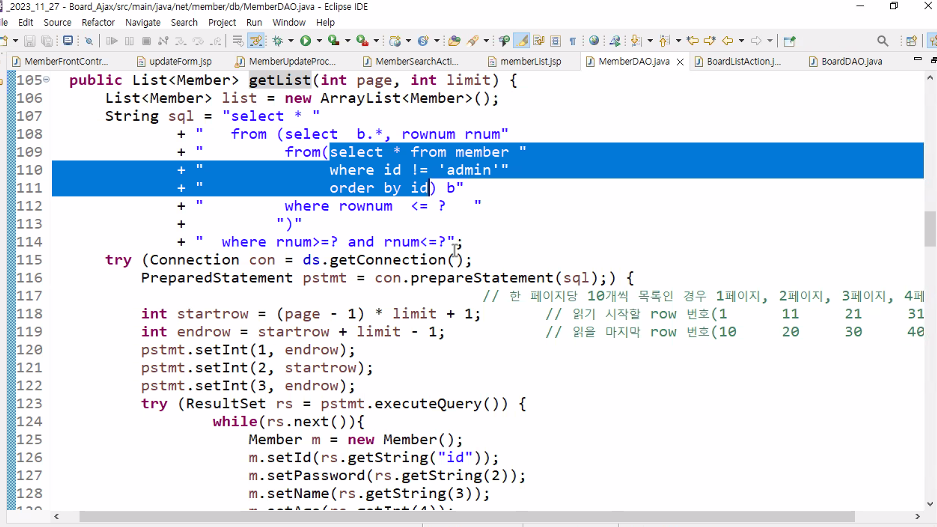 _2023_11_27 - Board_Ajax/src/main/java/net/member/db/MemberDAO.java - Eclipse IDE
Edit Source Refactor Navigate Search Project Run Window Help
MemberFrontContr... updateForm.jsp MemberUpdateProc... MemberSearchActi... memberList.jsp MemberDAO.java BoardListAction.j... BoardDAO.java
105 public List<Member> getList(int page, int limit) {
106 List<Member> list = new ArrayList<Member>();
107 String sql = "select * "
108 + " from (select b.*, rownum rnum"
109 + " from(select * from member "
110 + " where id != 'admin'"
111 + " order by id) b"
112 + " where rownum <= ? "
113 + ")"
114 + " where rnum>=? and rnum<=?";
115 try (Connection con = ds.getConnection();
116 PreparedStatement pstmt = con.prepareStatement(sql);) {
117 // 한 페이지당 10개씩 목록인 경우 1페이지, 2페이지, 3페이지, 4페
118 int startrow = (page - 1) * limit + 1; // 읽기 시작할 row 번호(1 11 21 31
119 int endrow = startrow + limit - 1; // 읽을 마지막 row 번호(10 20 30 40
120 pstmt.setInt(1, endrow);
121 pstmt.setInt(2, startrow);
122 pstmt.setInt(3, endrow);
123 try (ResultSet rs = pstmt.executeQuery()) {
124 while(rs.next()){
125 Member m = new Member();
126 m.setId(rs.getString("id"));
127 m.setPassword(rs.getString(2));
128 m.setName(rs.getString(3));